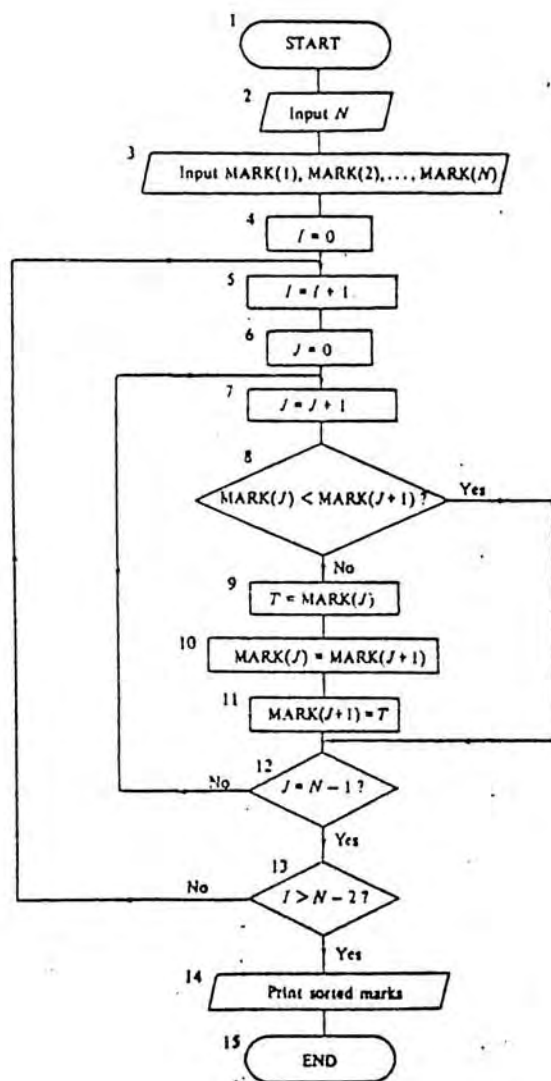 1
START
2
Input N
3
Input MARK(1), MARK(2), . . . , MARK(N)
4
I = 0
5
I = I + 1
6
J = 0
7
J = J + 1
8
MARK(J) < MARK(J+1) ?
Yes
No
9
T = MARK(J)
10
MARK(J) = MARK(J+1)
11
MARK(J+1) = T
12
J = N − 1 ?
No
Yes
13
I > N − 2 ?
No
Yes
14
Print sorted marks
15
END